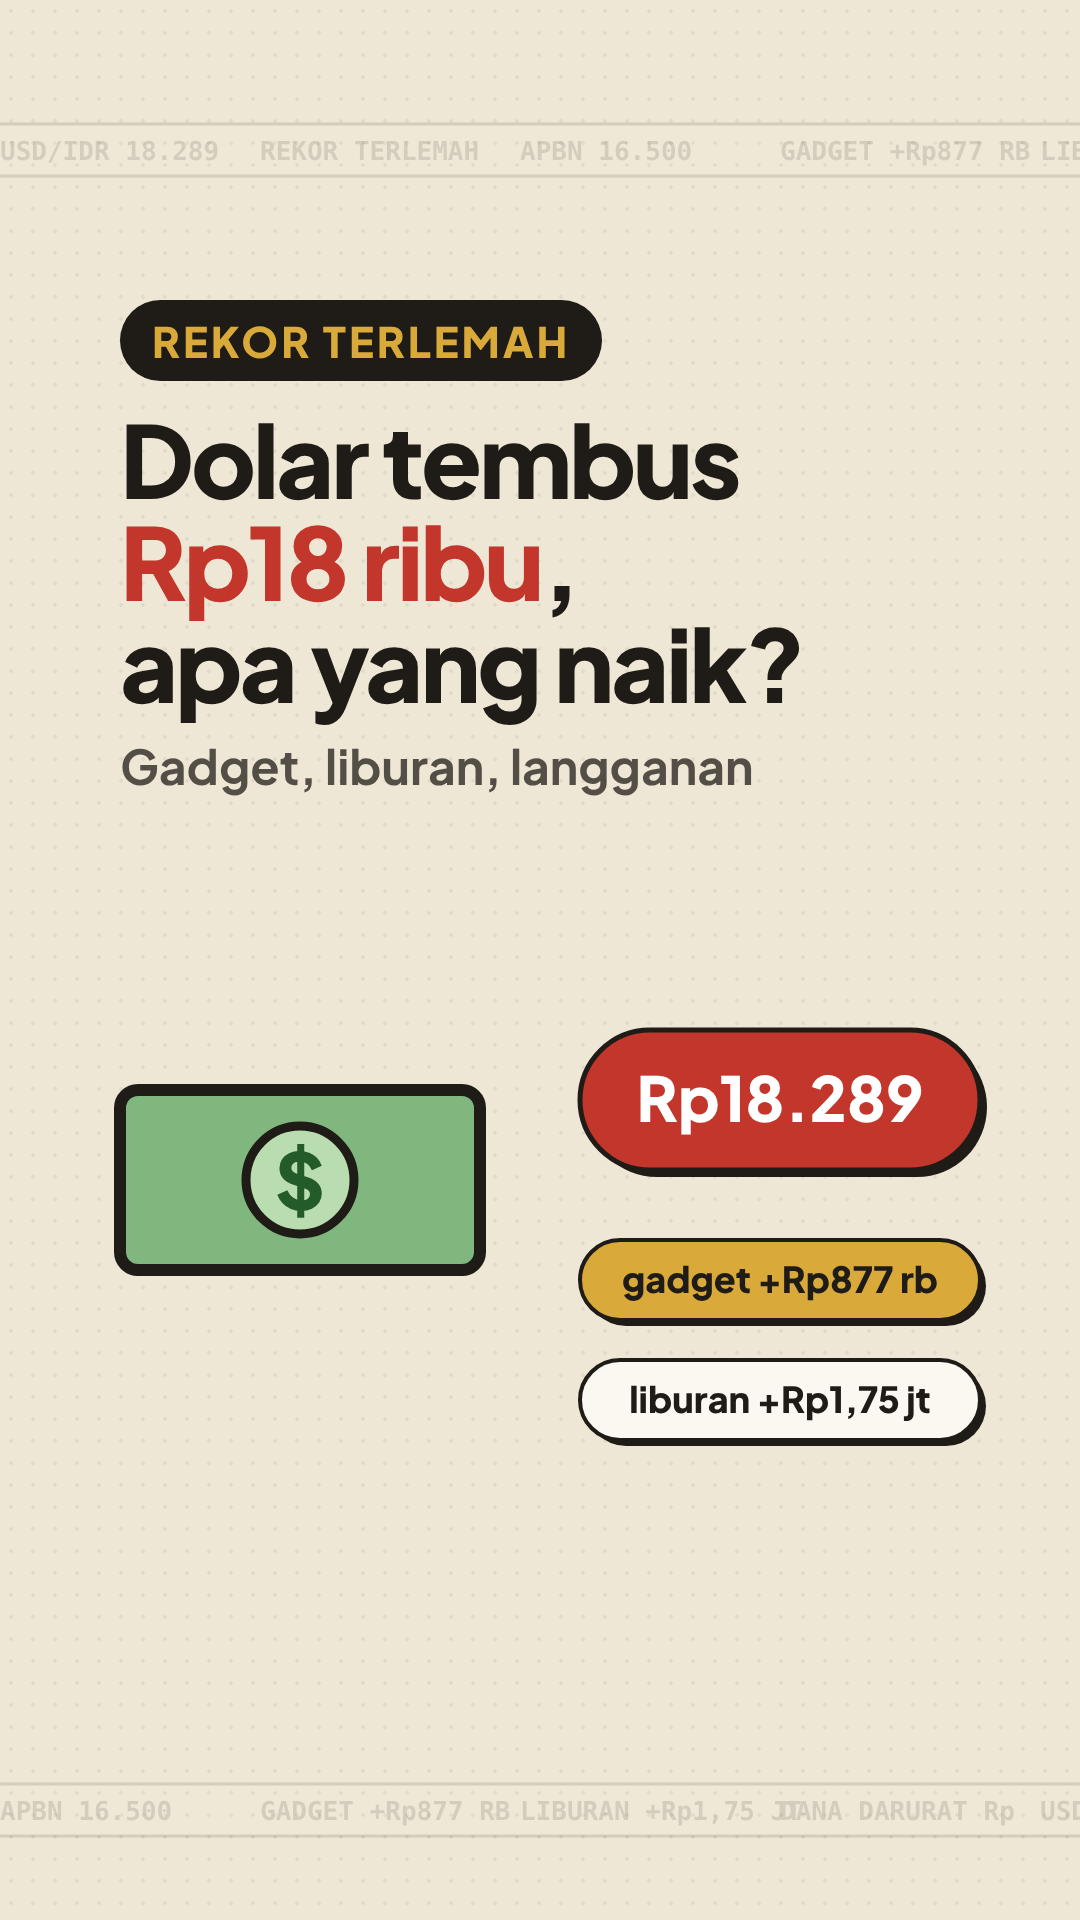 USD/IDR 18.289 REKOR TERLEMAH APBN 16.500 GADGET +Rp877 RB
REKOR TERLEMAH
Dolar tembus
Rp18 ribu,
apa yang naik?
Gadget, liburan, langganan
Rp18.289
$
gadget +Rp877 rb
liburan +Rp1,75 jt
APBN 16.500 GADGET +Rp877 RB LIBURAN +Rp1,75 JT DANA DARURAT Rp